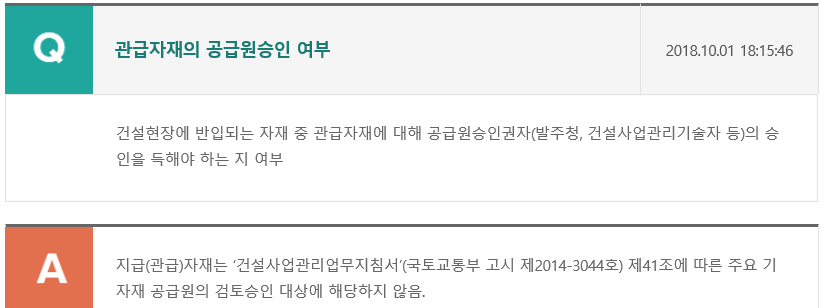 Q
관급자재의 공급원승인 여부
2018.10.01 18:15:46
건설현장에 반입되는 자재 중 관급자재에 대해 공급원승인권자(발주청, 건설사업관리기술자 등)의 승
인을 득해야 하는 지 여부
A
지급(관급)자재는 ‘건설사업관리업무지침서’(국토교통부 고시 제2014-3044호) 제41조에 따른 주요 기
자재 공급원의 검토승인 대상에 해당하지 않음.